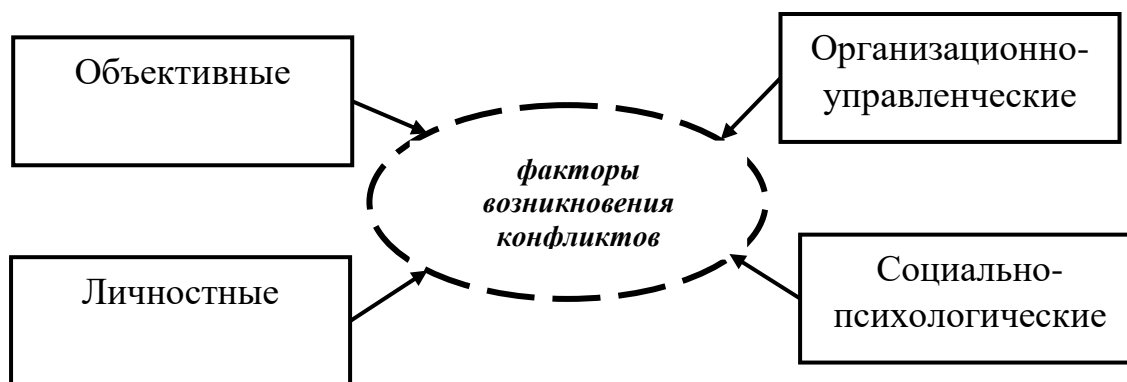 Объективные
Организационно-
управленческие
факторы
возникновения
конфликтов
Личностные
Социально-
психологические